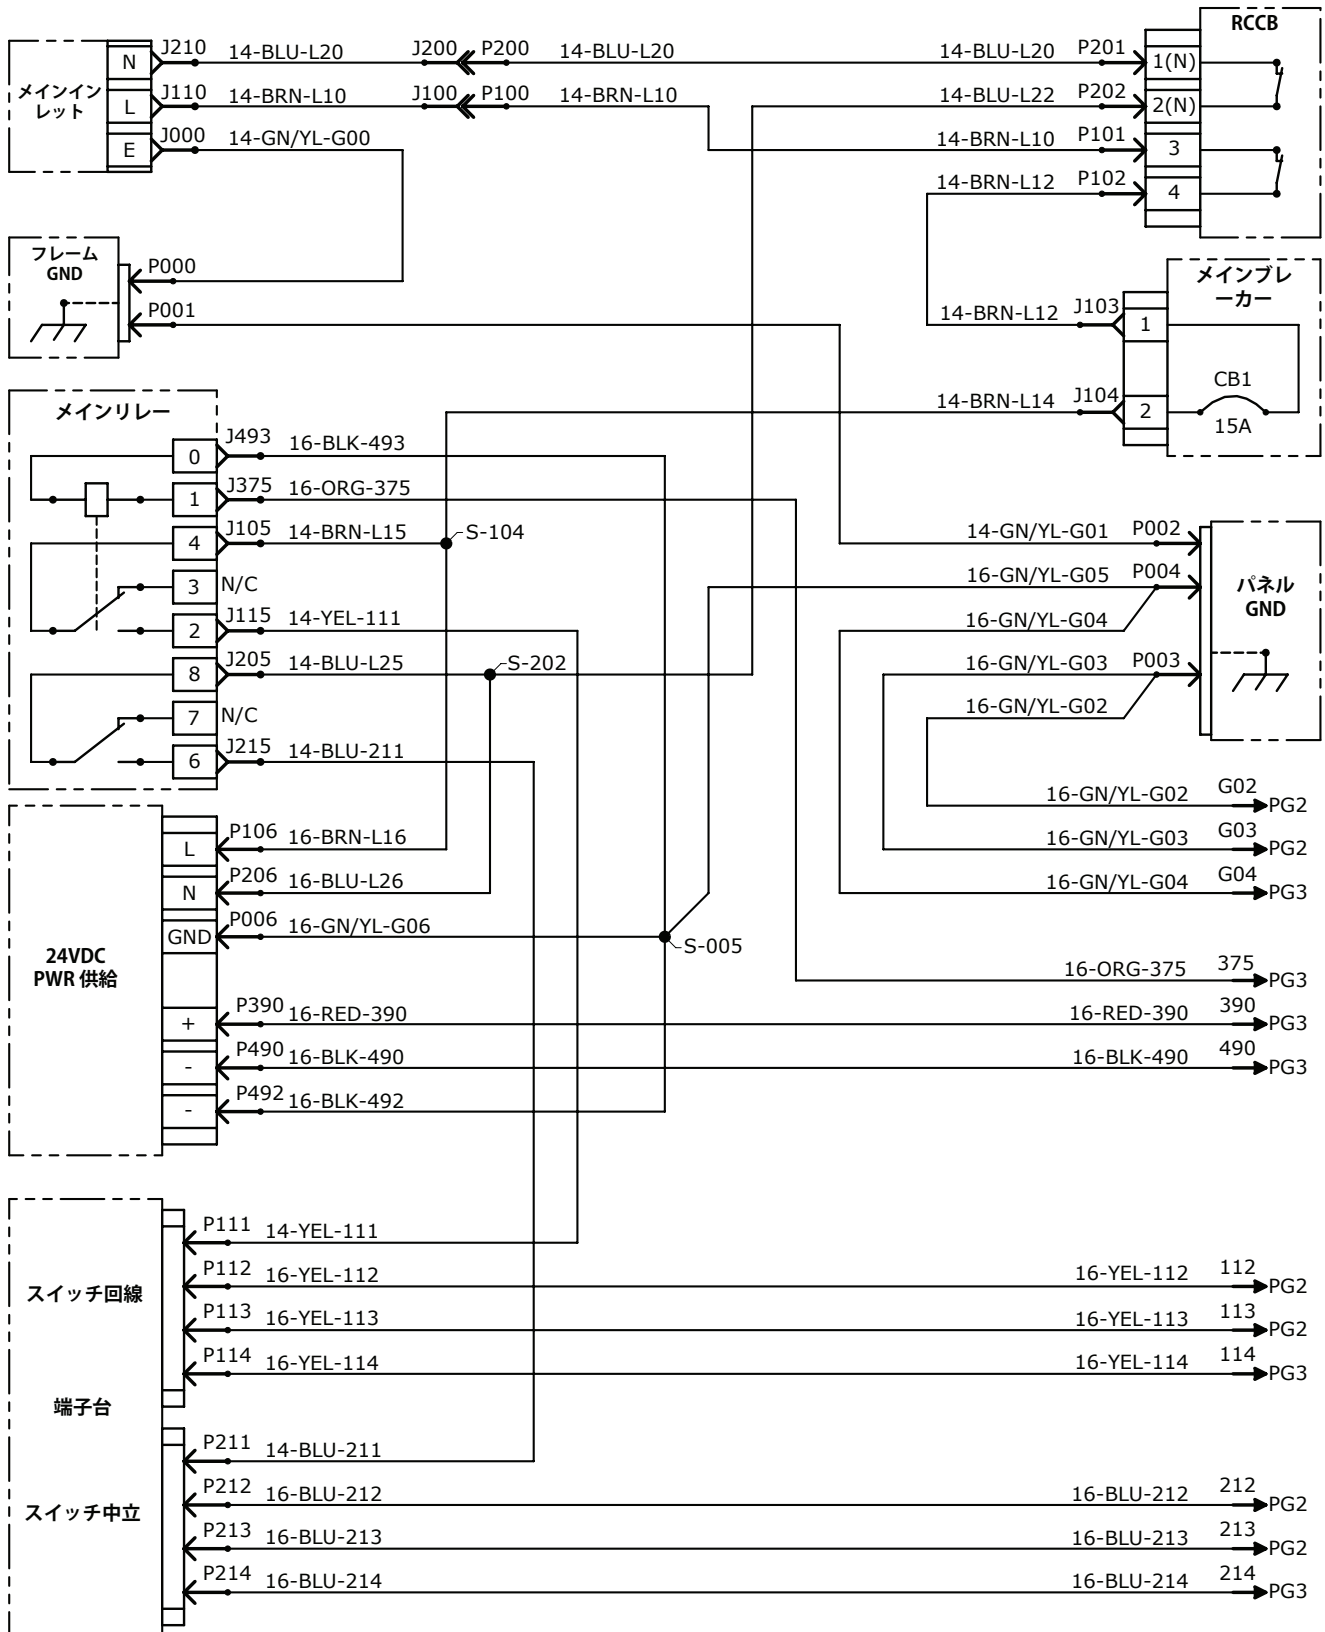 RCCB
メインイン
レット
N
J210
14-BLU-L20
J200
P200
14-BLU-L20
14-BLU-L20
P201
1(N)
L
J110
14-BRN-L10
J100
P100
14-BRN-L10
14-BLU-L22
P202
2(N)
E
J000
14-GN/YL-G00
14-BRN-L10
P101
3
14-BRN-L12
P102
4
フレーム
GND
P000
P001
メインブレ
ーカー
14-BRN-L12
J103
1
CB1
15A
14-BRN-L14
J104
2
メインリレー
0
J493
16-BLK-493
1
J375
16-ORG-375
4
J105
14-BRN-L15
S-104
3
N/C
2
J115
14-YEL-111
8
J205
14-BLU-L25
S-202
7
N/C
6
J215
14-BLU-211
14-GN/YL-G01
P002
16-GN/YL-G05
P004
16-GN/YL-G04
16-GN/YL-G03
P003
16-GN/YL-G02
パネル
GND
16-GN/YL-G02
G02
PG2
16-GN/YL-G03
G03
PG2
16-GN/YL-G04
G04
PG3
24VDC
PWR 供給
L
P106
16-BRN-L16
N
P206
16-BLU-L26
GND
P006
16-GN/YL-G06
S-005
16-ORG-375
375
PG3
+
P390
16-RED-390
16-RED-390
390
PG3
-
P490
16-BLK-490
16-BLK-490
490
PG3
-
P492
16-BLK-492
スイッチ回線
P111
14-YEL-111
P112
16-YEL-112
16-YEL-112
112
PG2
P113
16-YEL-113
16-YEL-113
113
PG2
P114
16-YEL-114
16-YEL-114
114
PG3
端子台
スイッチ中立
P211
14-BLU-211
P212
16-BLU-212
16-BLU-212
212
PG2
P213
16-BLU-213
16-BLU-213
213
PG2
P214
16-BLU-214
16-BLU-214
214
PG3